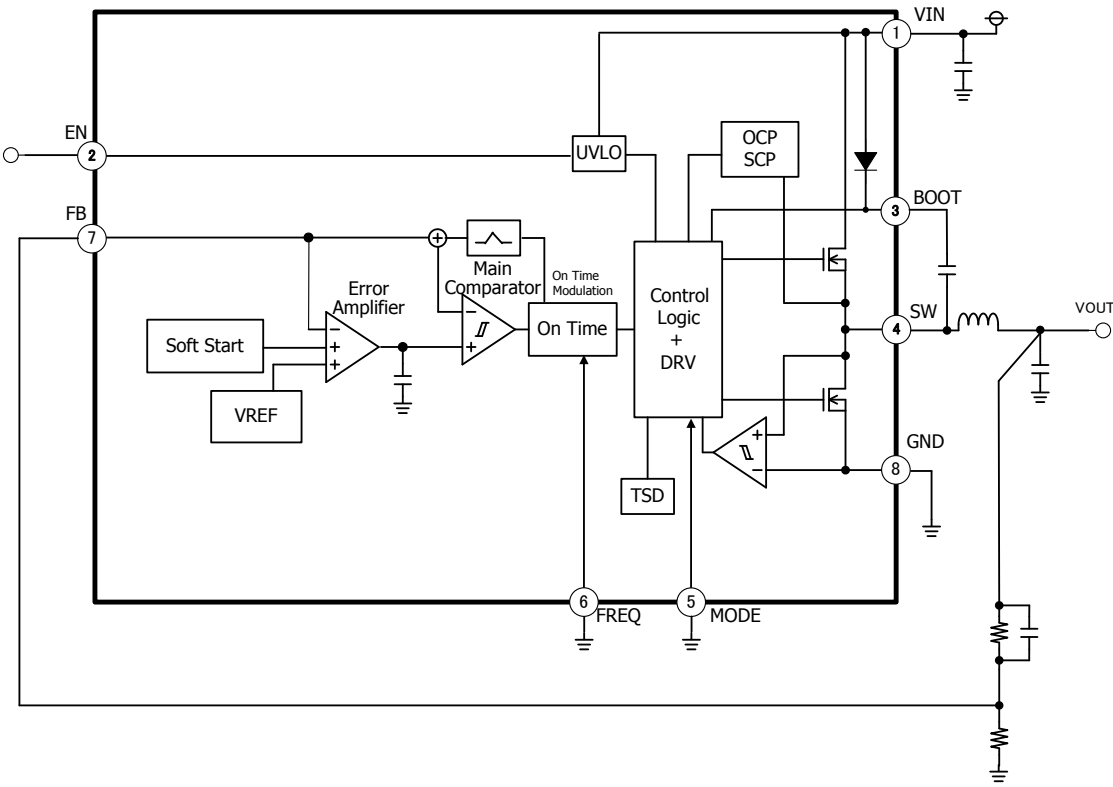 VIN
1
EN
2
UVLO
OCP
SCP
BOOT
3
FB
7
+
Main
Comparator
On Time
Modulation
Error
Amplifier
Soft Start
VREF
−
+
+
−
+
On Time
Control
Logic
+
DRV
SW
4
VOUT
GND
8
+
−
TSD
6
FREQ
5
MODE